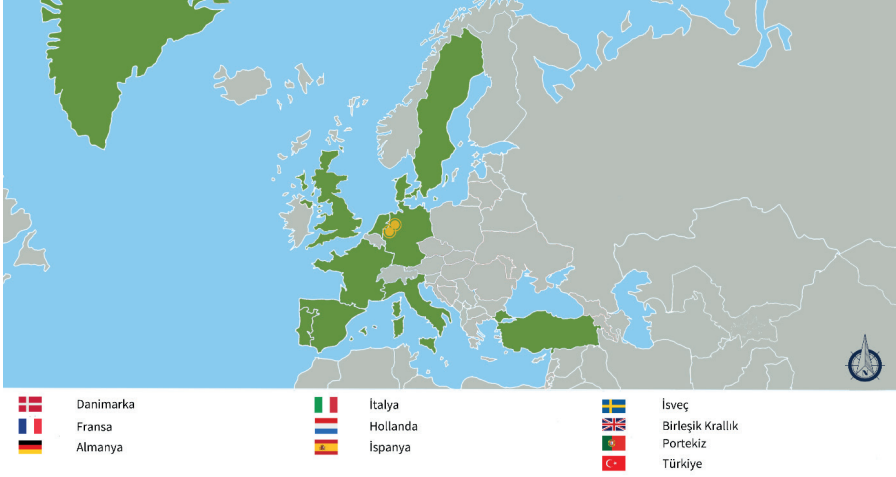 Danimarka
Fransa
Almanya
İtalya
Hollanda
İspanya
İsveç
Birleşik Krallık
Portekiz
Türkiye